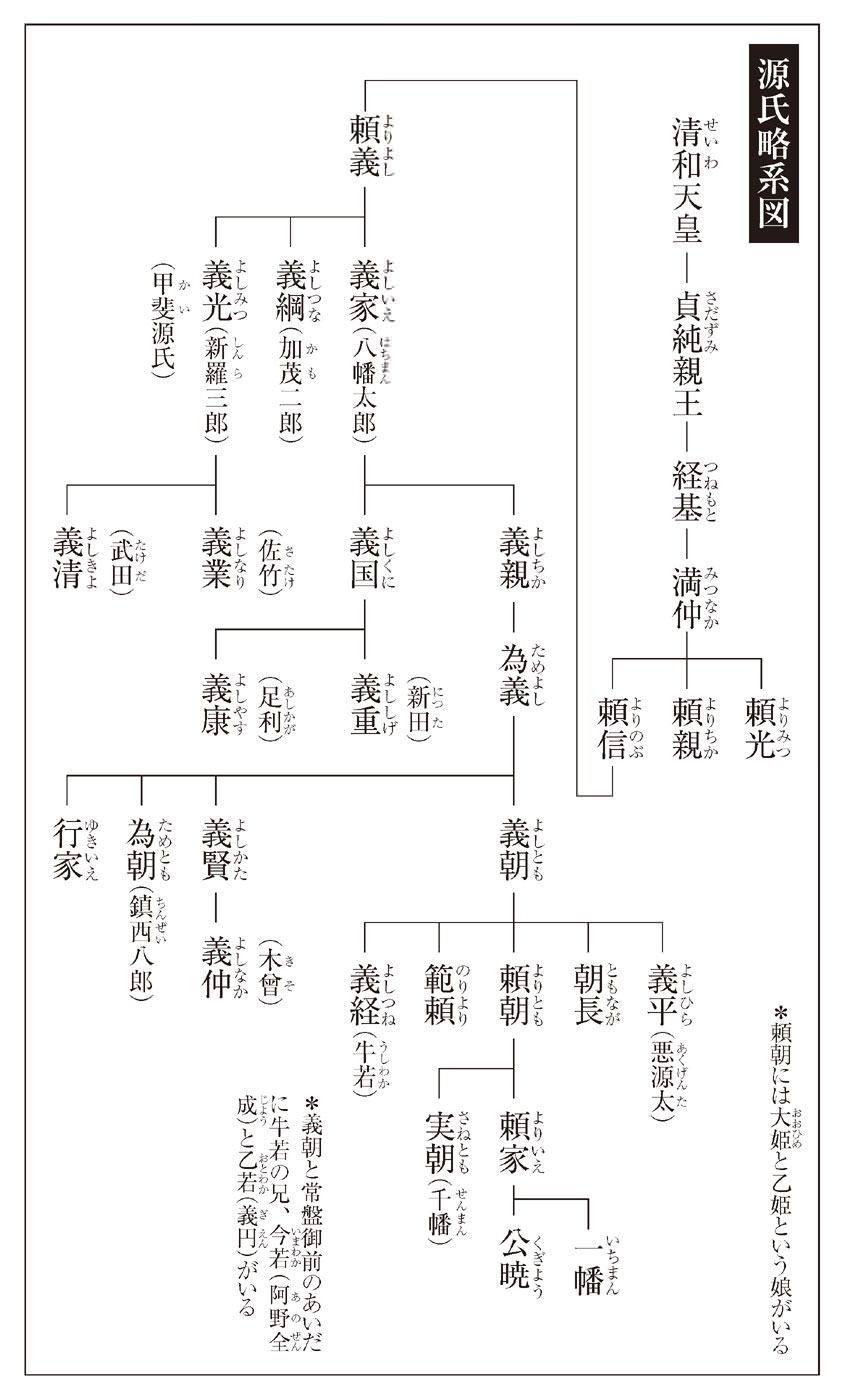 源氏略系図
清和天皇
せいわ
貞純親王
さだずみ
経基
つねもと
満仲
みつなか
頼光
よりみつ
頼親
よりちか
頼信
よりのぶ
頼義
よりよし
義家(八幡太郎)
よしいえ はちまん
義綱(加茂二郎)
よしつな かも
義光(新羅三郎)
よしみつ しんら
(甲斐源氏)
かい
義親
よしちか
義国
よしくに
(佐竹)
さたけ
義業
よしなり
(武田)
たけだ
義清
よしきよ
為義
ためよし
(新田)
につた
義重
よししげ
(足利)
あしかが
義康
よしやす
義朝
よしとも
義賢
よしかた
為朝(鎮西八郎)
ためとも ちんぜい
行家
ゆきいえ
(木曾)
きそ
義仲
よしなか
義平(悪源太)
よしひら あくげんた
朝長
ともなが
頼朝
よりとも
範頼
のりより
義経(牛若)
よしつね うしわか
頼家
よりいえ
実朝(千幡)
さねとも せんまん
一幡
いちまん
公暁
くぎよう
*頼朝には大姫と乙姫という娘がいる
おおひめ
*義朝と常盤御前のあいだ
に牛若の兄、今若(阿野全
いまわか あのぜん
成)と乙若(義円)がいる
じよう おとわか ぎえん